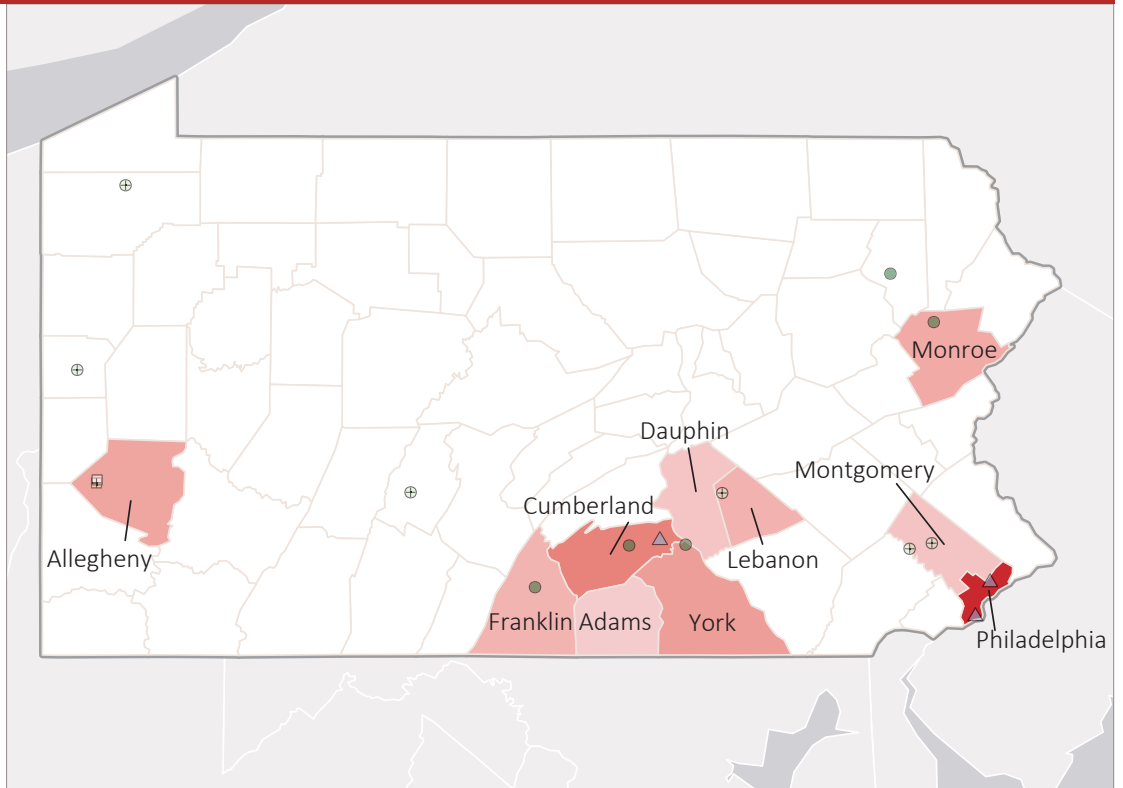 Monroe
Dauphin
Montgomery
Cumberland
Allegheny
Lebanon
Franklin
Adams
York
Philadelphia